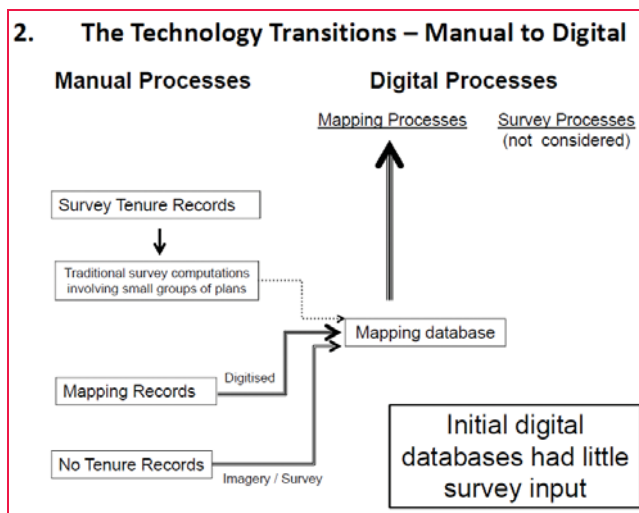 2. The Technology Transitions – Manual to Digital
Manual Processes
Digital Processes
Mapping Processes
Survey Processes
(not considered)
Survey Tenure Records
Traditional survey computations
involving small groups of plans
Mapping database
Digitised
Mapping Records
No Tenure Records
Imagery / Survey
Initial digital
databases had little
survey input